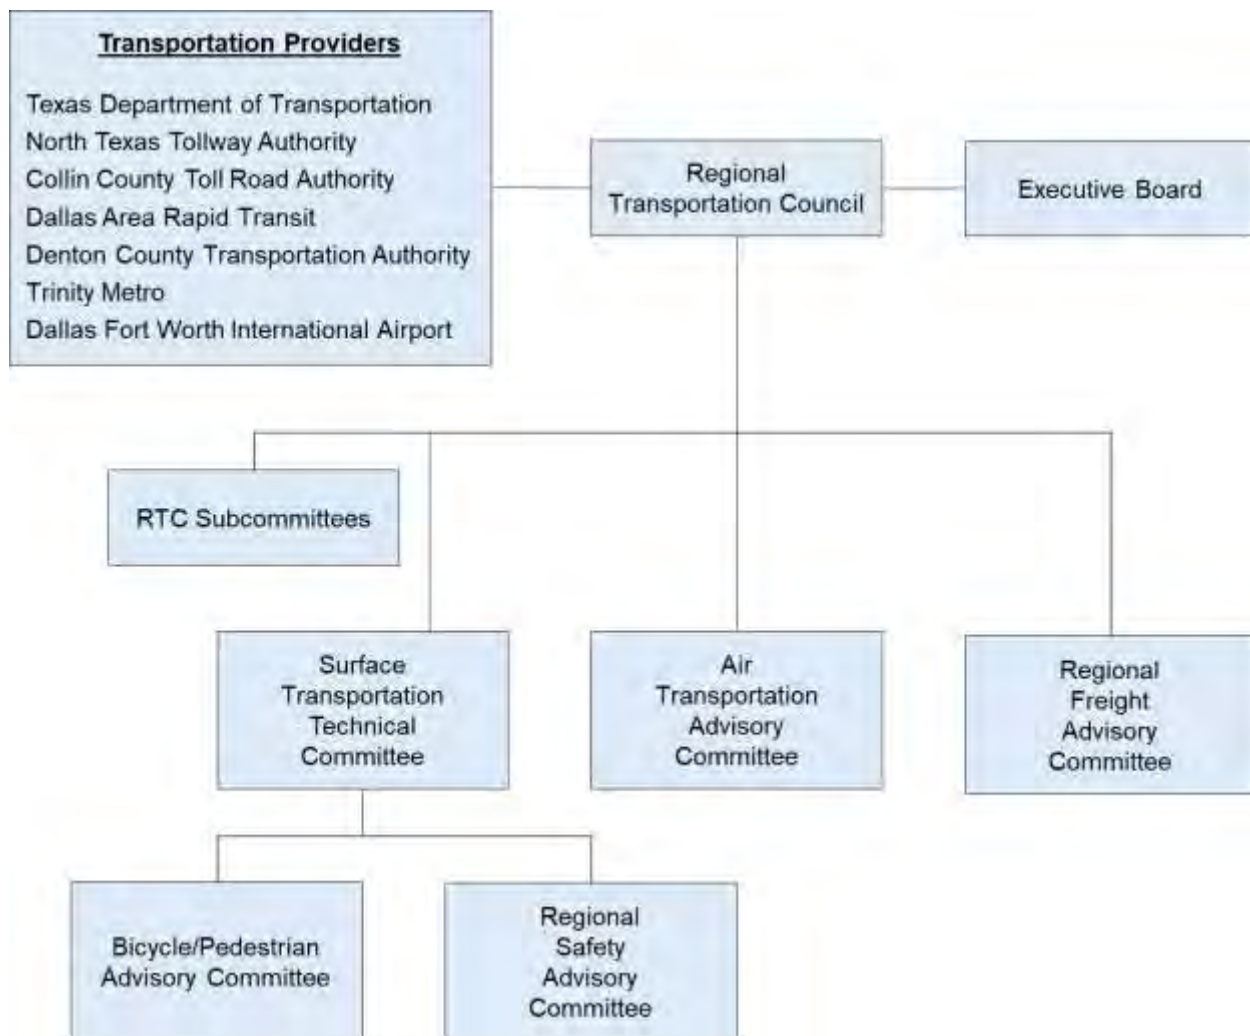 Transportation Providers
Texas Department of Transportation
North Texas Tollway Authority
Collin County Toll Road Authority
Dallas Area Rapid Transit
Denton County Transportation Authority
Trinity Metro
Dallas Fort Worth International Airport
Regional
Transportation Council
Executive Board
RTC Subcommittees
Surface
Transportation
Technical
Committee
Air
Transportation
Advisory
Committee
Regional
Freight
Advisory
Committee
Bicycle/Pedestrian
Advisory Committee
Regional
Safety
Advisory
Committee